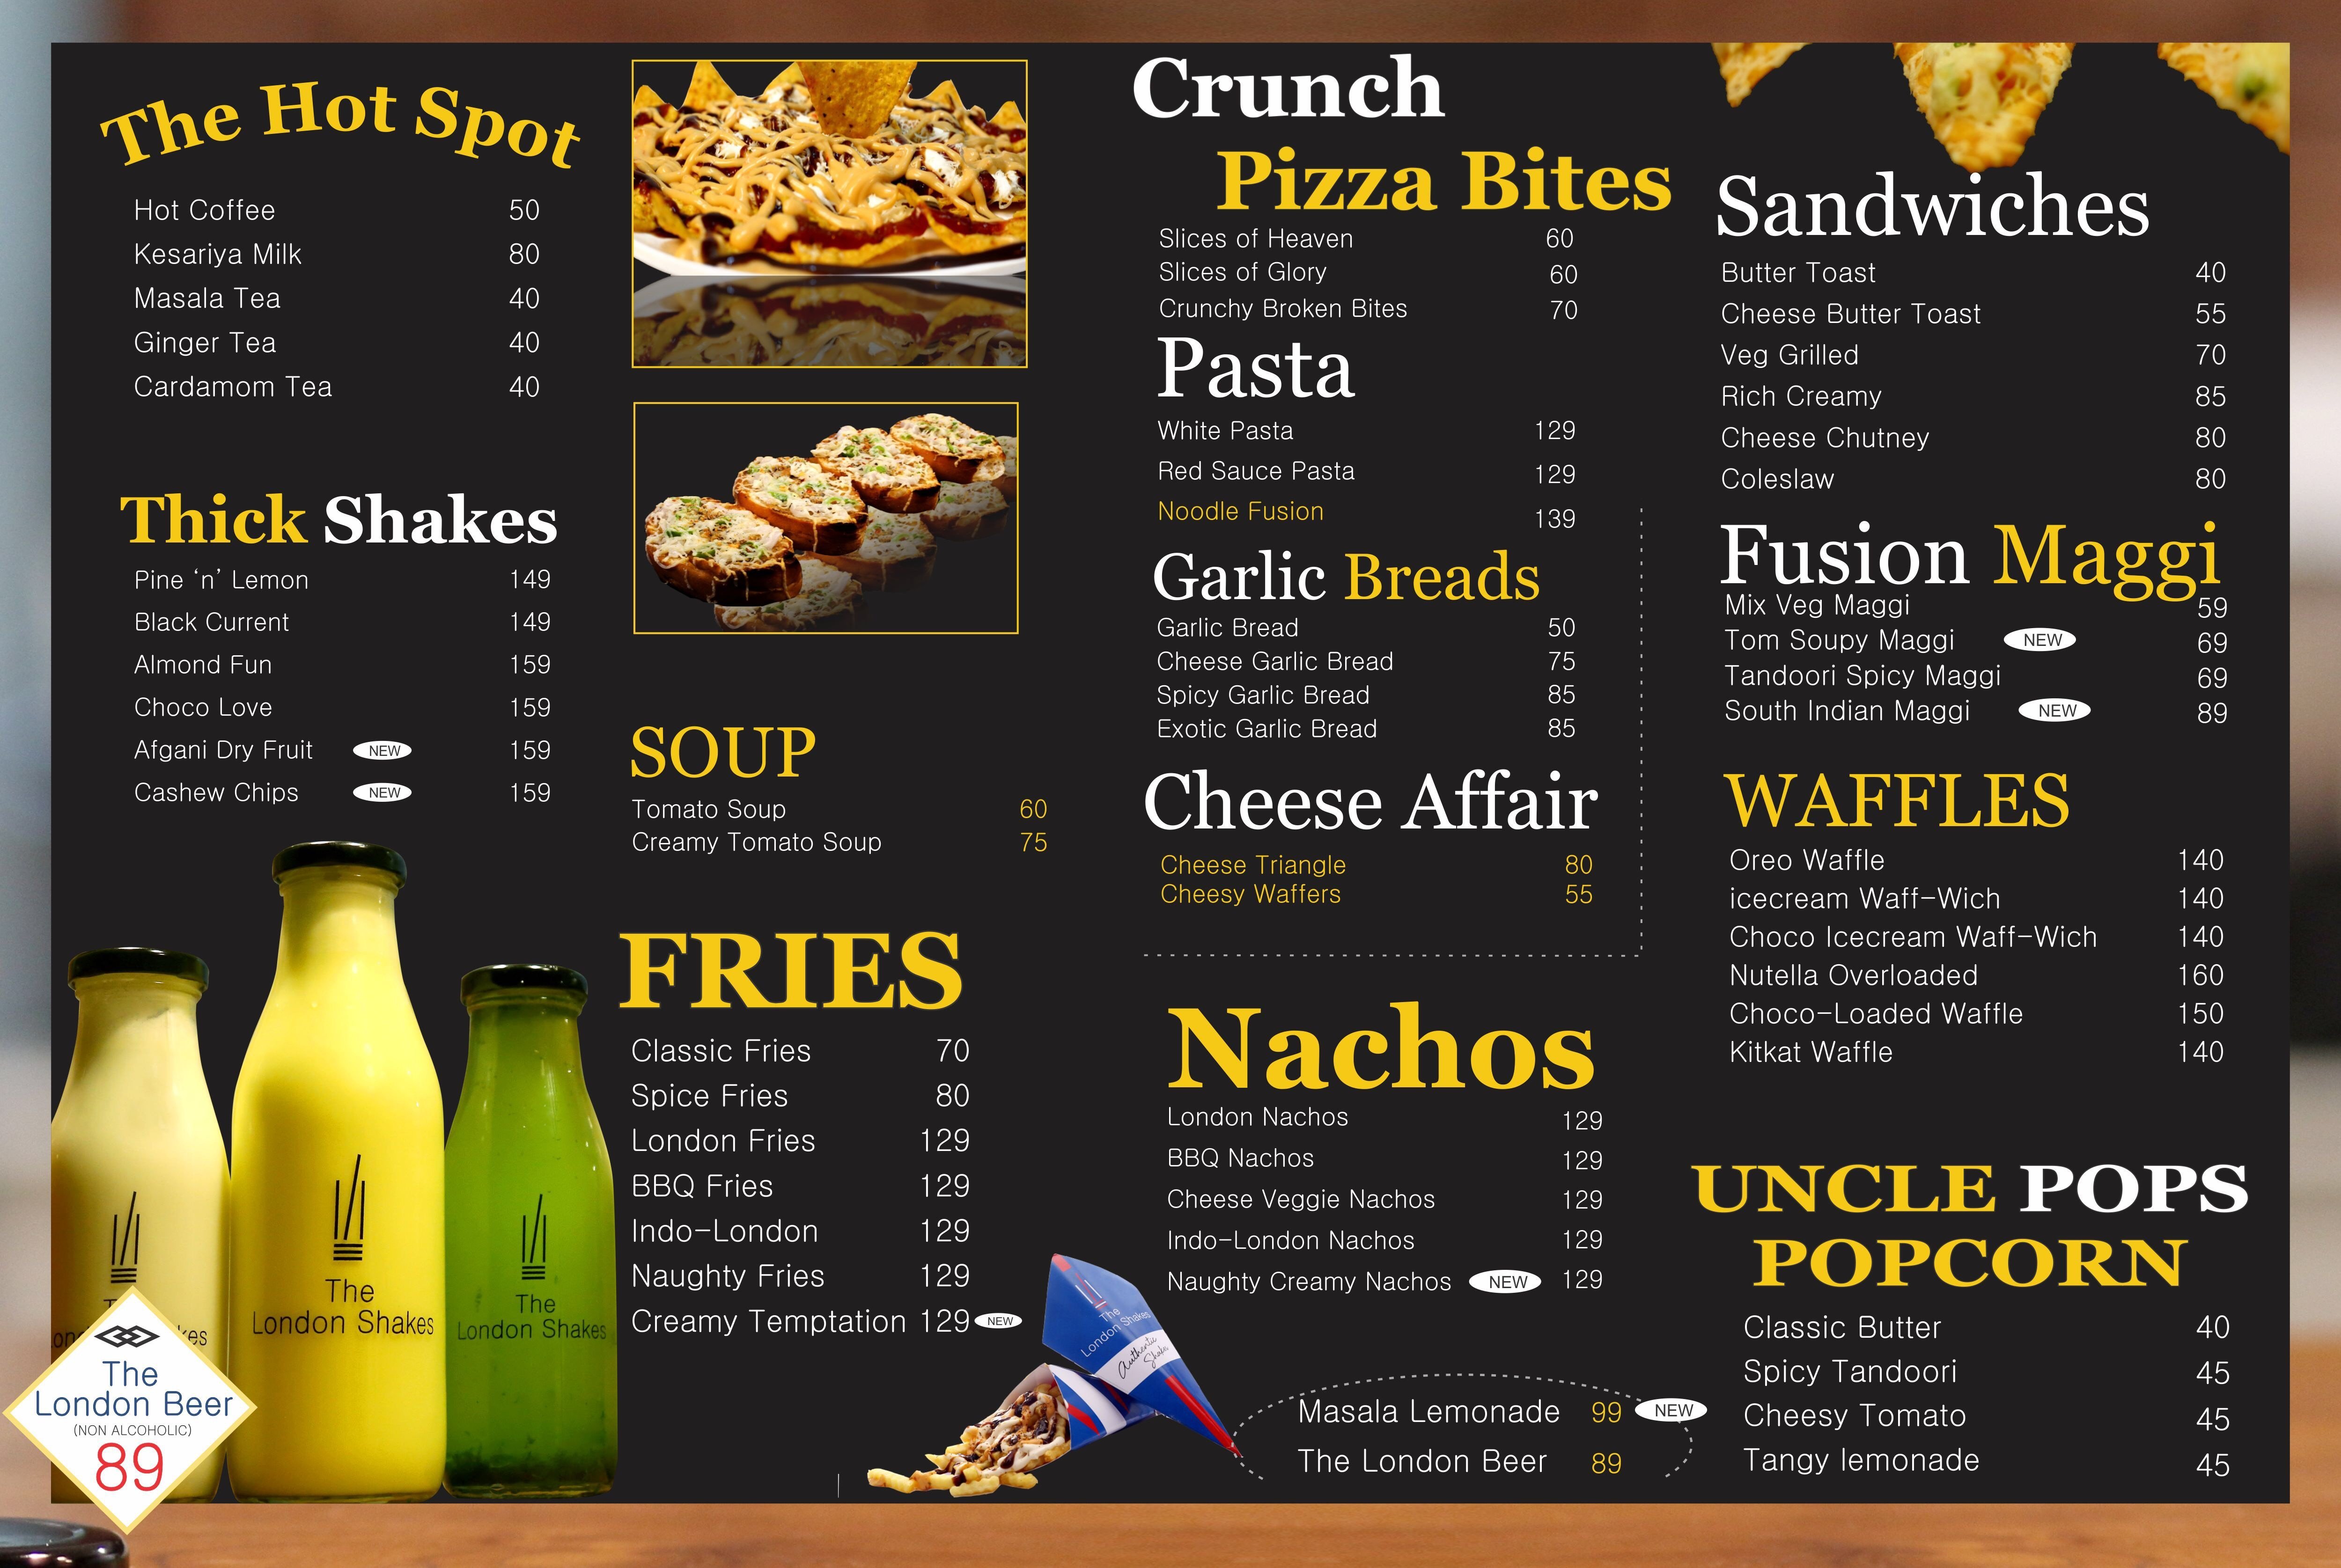 The Hot Spot
Hot Coffee 50
Kesariya Milk 80
Masala Tea 40
Ginger Tea 40
Cardamom Tea 40
Thick Shakes
Pine ‘n’ Lemon 149
Black Current 149
Almond Fun 159
Choco Love 159
Afgani Dry Fruit NEW 159
Cashew Chips NEW 159
The
London Shakes
The
London Shakes
The
London Beer
(NON ALCOHOLIC)
89
SOUP
Tomato Soup 60
Creamy Tomato Soup 75
FRIES
Classic Fries 70
Spice Fries 80
London Fries 129
BBQ Fries 129
Indo-London 129
Naughty Fries 129
Creamy Temptation 129 NEW
The
London Shakes
Authentic
Shake
Crunch
Pizza Bites
Slices of Heaven 60
Slices of Glory 60
Crunchy Broken Bites 70
Pasta
White Pasta 129
Red Sauce Pasta 129
Noodle Fusion 139
Garlic Breads
Garlic Bread 50
Cheese Garlic Bread 75
Spicy Garlic Bread 85
Exotic Garlic Bread 85
Cheese Affair
Cheese Triangle 80
Cheesy Waffers 55
Nachos
London Nachos 129
BBQ Nachos 129
Cheese Veggie Nachos 129
Indo-London Nachos 129
Naughty Creamy Nachos NEW 129
Masala Lemonade 99 NEW
The London Beer 89
Sandwiches
Butter Toast 40
Cheese Butter Toast 55
Veg Grilled 70
Rich Creamy 85
Cheese Chutney 80
Coleslaw 80
Fusion Maggi
Mix Veg Maggi 59
Tom Soupy Maggi NEW 69
Tandoori Spicy Maggi 69
South Indian Maggi NEW 89
WAFFLES
Oreo Waffle 140
icecream Waff-Wich 140
Choco Icecream Waff-Wich 140
Nutella Overloaded 160
Choco-Loaded Waffle 150
Kitkat Waffle 140
UNCLE POPS
POPCORN
Classic Butter 40
Spicy Tandoori 45
Cheesy Tomato 45
Tangy lemonade 45